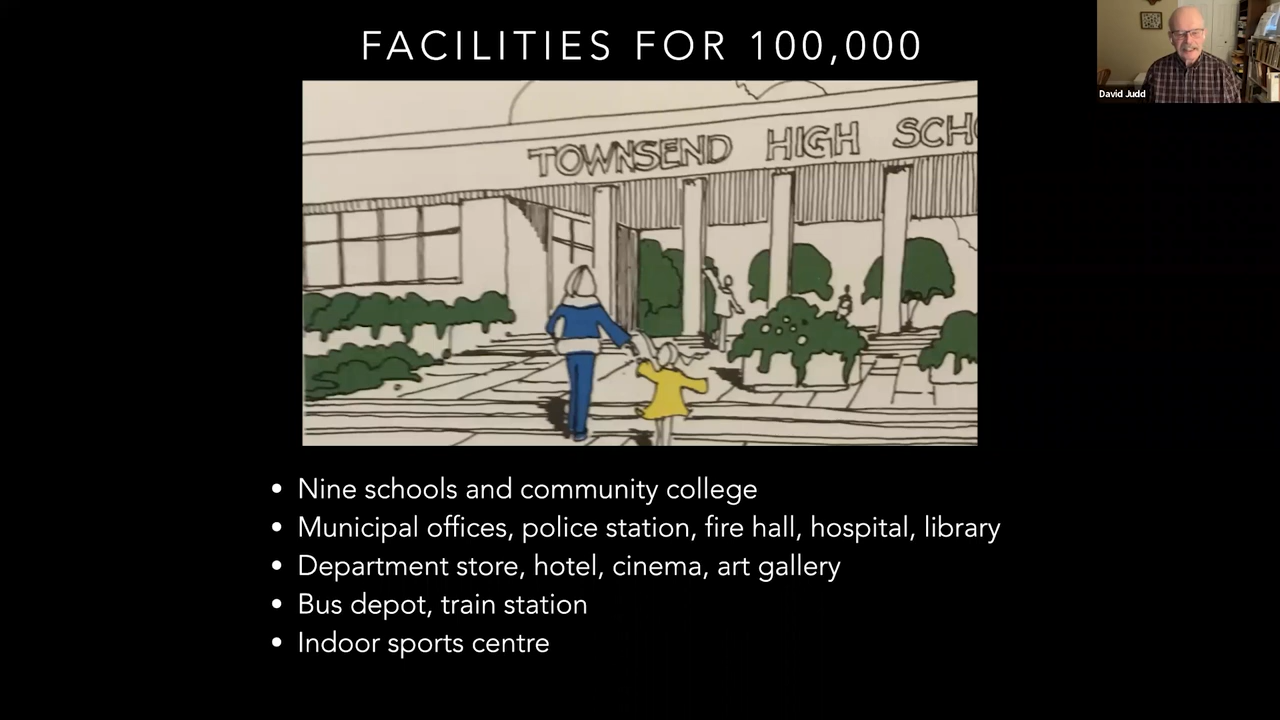 FACILITIES FOR 100,000
David Judd
TOWNSEND HIGH SCHO
• Nine schools and community college
• Municipal offices, police station, fire hall, hospital, library
• Department store, hotel, cinema, art gallery
• Bus depot, train station
• Indoor sports centre